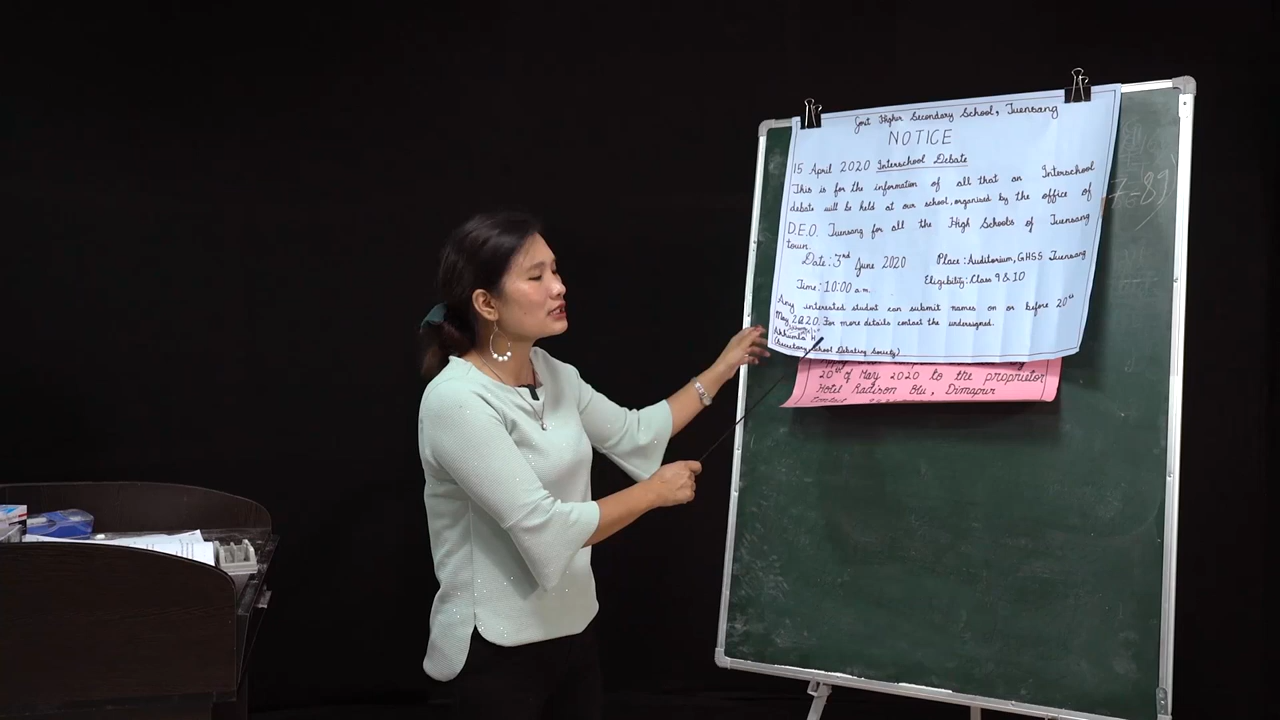 Govt Higher Secondary School, Tuensang
NOTICE
15 April 2020 Interschool Debate
This is for the information of all that an Interschool
debate will be held at our school, organised by the office of
D.E.O. Tuensang for all the High Schools of Tuensang
town.
Date: 3rd June 2020 Place: Auditorium, GHSS Tuensang
Time: 10:00 a.m. Eligibility: Class 9 & 10
Any interested student can submit names on or before 20th
May, 2020. For more details contact the undersigned.
(Secretary, School Debating Society)
20th of May 2020 to the proprietor
Hotel Radison Blu, Dimapur
Contact